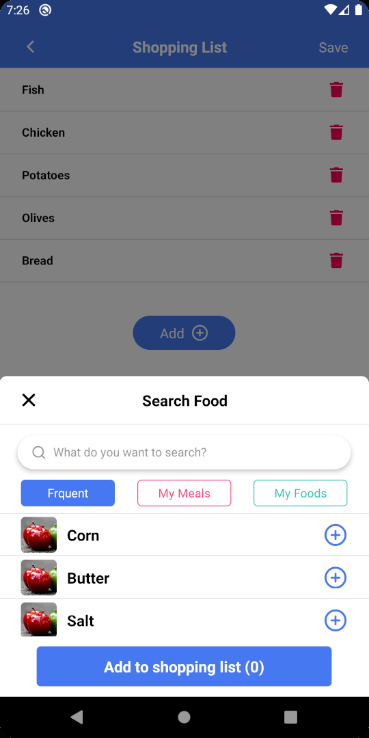 7:26
Shopping List
Save
Fish
Chicken
Potatoes
Olives
Bread
Add
Search Food
What do you want to search?
Frquent
My Meals
My Foods
Corn
Butter
Salt
Add to shopping list (0)